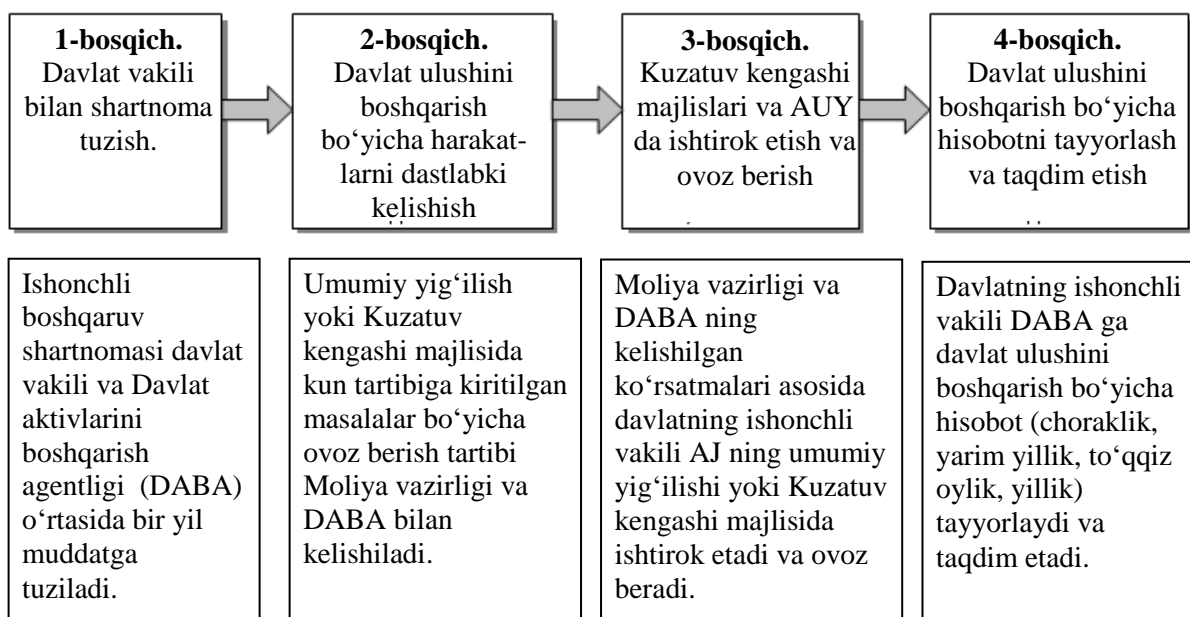 1-bosqich.
Davlat vakili
bilan shartnoma
tuzish.
2-bosqich.
Davlat ulushini
boshqarish
bo‘yicha harakat-
larni dastlabki
kelishish
3-bosqich.
Kuzatuv kengashi
majlislari va AUY
da ishtirok etish va
ovoz berish
4-bosqich.
Davlat ulushini
boshqarish bo‘yicha
hisobotni tayyorlash
va taqdim etish
Ishonchli
boshqaruv
shartnomasi davlat
vakili va Davlat
aktivlarini
boshqarish
agentligi (DABA)
o‘rtasida bir yil
muddatga
tuziladi.
Umumiy yig‘ilish
yoki Kuzatuv
kengashi majlisida
kun tartibiga kiritilgan
masalalar bo‘yicha
ovoz berish tartibi
Moliya vazirligi va
DABA bilan
kelishiladi.
Moliya vazirligi va
DABA ning
kelishilgan
ko‘rsatmalari asosida
davlatning ishonchli
vakili AJ ning umumiy
yig‘ilishi yoki Kuzatuv
kengashi majlisida
ishtirok etadi va ovoz
beradi.
Davlatning ishonchli
vakili DABA ga
davlat ulushini
boshqarish bo‘yicha
hisobot (choraklik,
yarim yillik, to‘qqiz
oylik, yillik)
tayyorlaydi va
taqdim etadi.